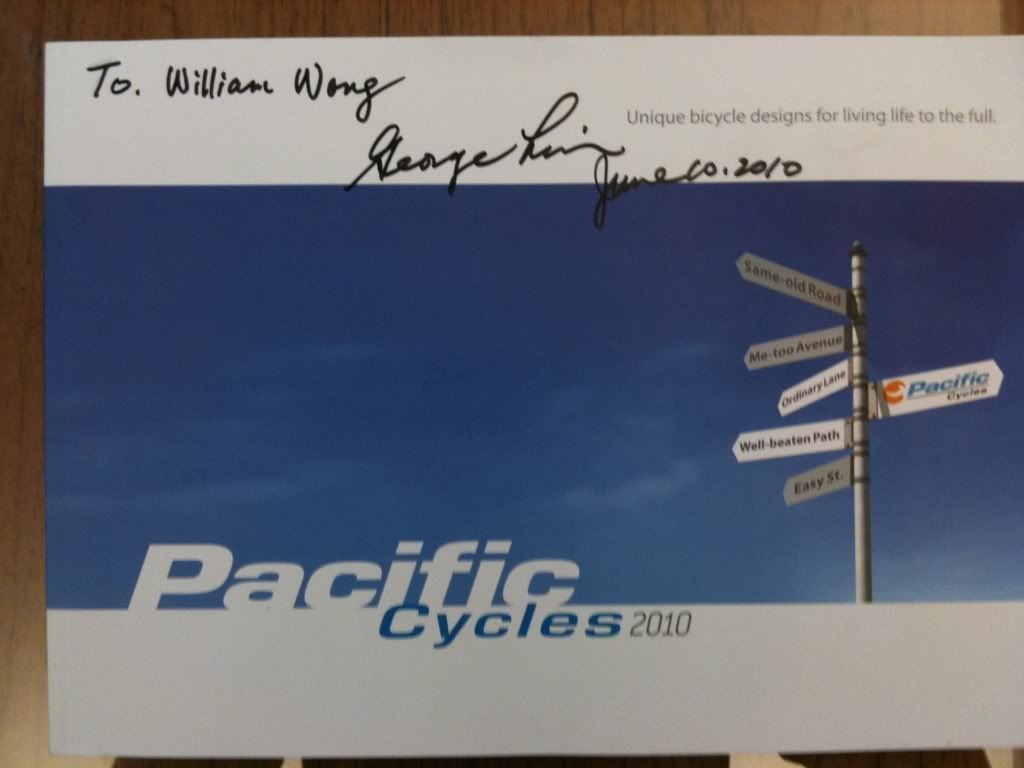 To. William Wong
Unique bicycle designs for living life to the full.
George Lin
June 10. 2010
Same-old Road
Me-too Avenue
Ordinary Lane
Pacific
Cycles
Well-beaten Path
Easy St.
Pacific
Cycles 2010